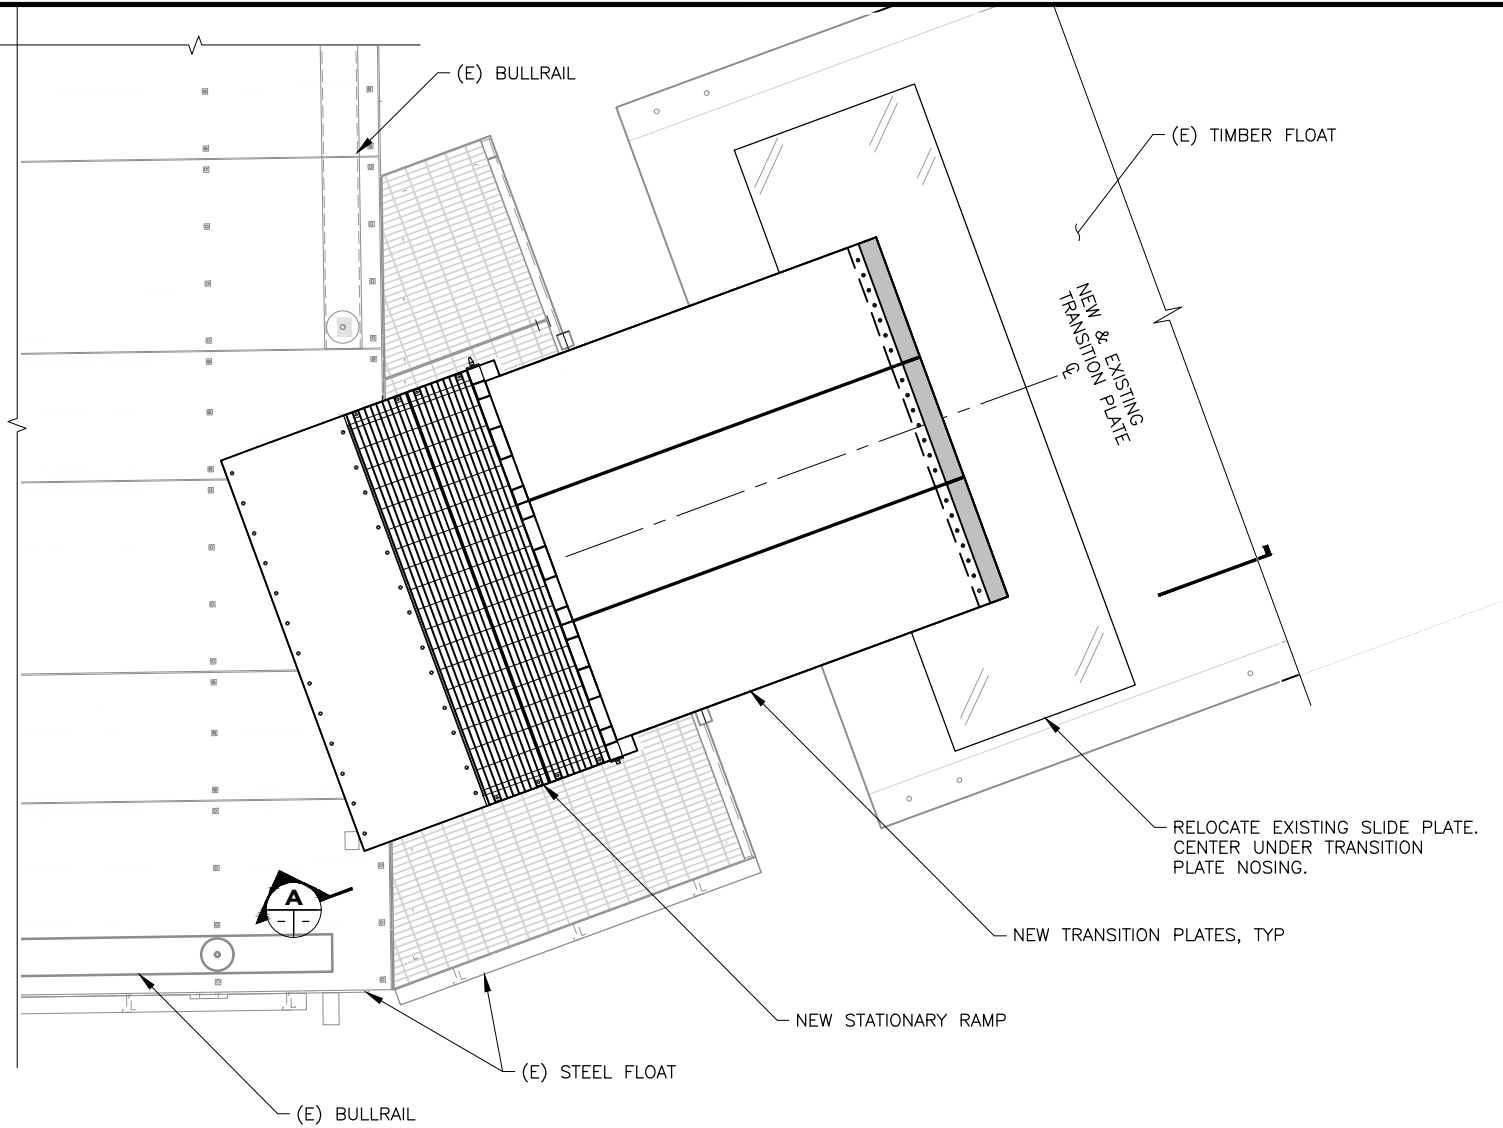 (E) BULLRAIL
(E) TIMBER FLOAT
NEW & EXISTING
TRANSITION PLATE
℄
RELOCATE EXISTING SLIDE PLATE.
CENTER UNDER TRANSITION
PLATE NOSING.
A
- -
NEW TRANSITION PLATES, TYP
NEW STATIONARY RAMP
(E) STEEL FLOAT
(E) BULLRAIL